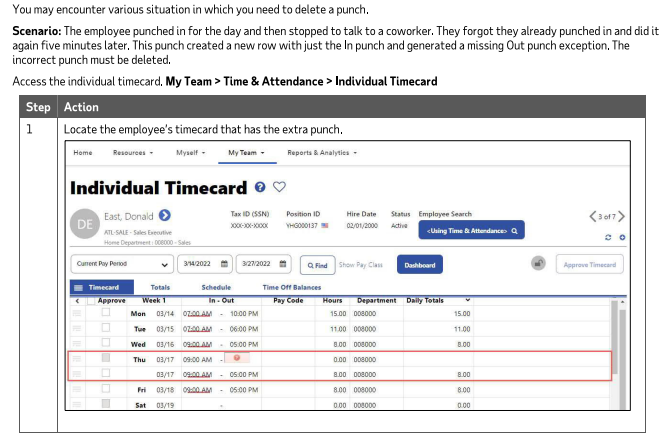 You may encounter various situation in which you need to delete a punch.
Scenario: The employee punched in for the day and then stopped to talk to a coworker. They forgot they already punched in and did it
again five minutes later. This punch created a new row with just the In punch and generated a missing Out punch exception. The
incorrect punch must be deleted.
Access the individual timecard. My Team > Time & Attendance > Individual Timecard
Step Action
1 Locate the employee's timecard that has the extra punch.
Home Resources Myself My Team Reports & Analytics
Individual Timecard
DE East, Donald Tax ID (SSN) Position ID Hire Date Status Employee Search
ATL-SALE - Sales Executive XXX-XX-XXXX YHG000137 02/01/2000 Active <Using Time & Attendance> 3 of 7
Home Department : 008000 - Sales
Current Pay Period 3/14/2022 3/27/2022 Find Show Pay Class Dashboard Approve Timecard
Timecard Totals Schedule Time Off Balances
< Approve Week 1 In - Out Pay Code Hours Department Daily Totals
Mon 03/14 07:00 AM - 10:00 PM 15.00 008000 15.00
Tue 03/15 07:00 AM - 06:00 PM 11.00 008000 11.00
Wed 03/16 09:00 AM - 05:00 PM 8.00 008000 8.00
Thu 03/17 09:00 AM - 0.00 008000
03/17 09:00 AM - 05:00 PM 8.00 008000 8.00
Fri 03/18 09:00 AM - 05:00 PM 8.00 008000 8.00
Sat 03/19 - 0.00 008000 0.00